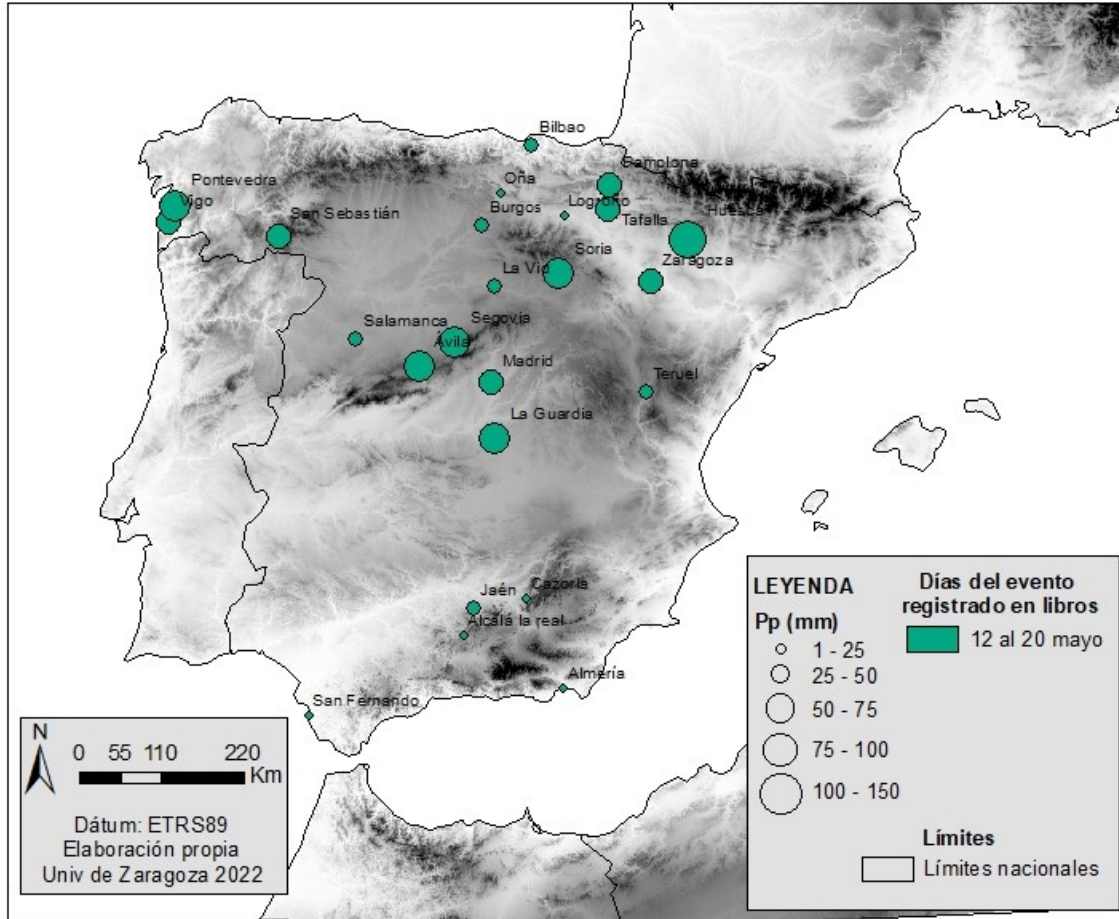 Bilbao
Pamplona
Oña
Pontevedra
Vigo
Logroño
Burgos
San Sebastián
Tafalla
Huesca
Soria
Zaragoza
La Vid
Segovia
Salamanca
Ávila
Madrid
Teruel
La Guardia
Cazorla
Jaén
Alcalá la real
Almería
San Fernando
LEYENDA
Pp (mm)
1 - 25
25 - 50
50 - 75
75 - 100
100 - 150
Días del evento
registrado en libros
12 al 20 mayo
Límites
Límites nacionales
N
0 55 110 220
Km
Dátum: ETRS89
Elaboración propia
Univ de Zaragoza 2022